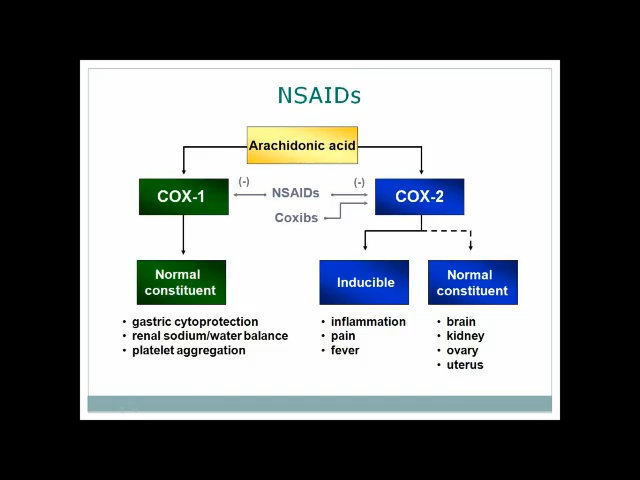 NSAIDs
Arachidonic acid
COX-1
(-)
NSAIDs
(-)
COX-2
Coxibs
Normal
constituent
Inducible
Normal
constituent
• gastric cytoprotection
• renal sodium/water balance
• platelet aggregation
• inflammation
• pain
• fever
• brain
• kidney
• ovary
• uterus